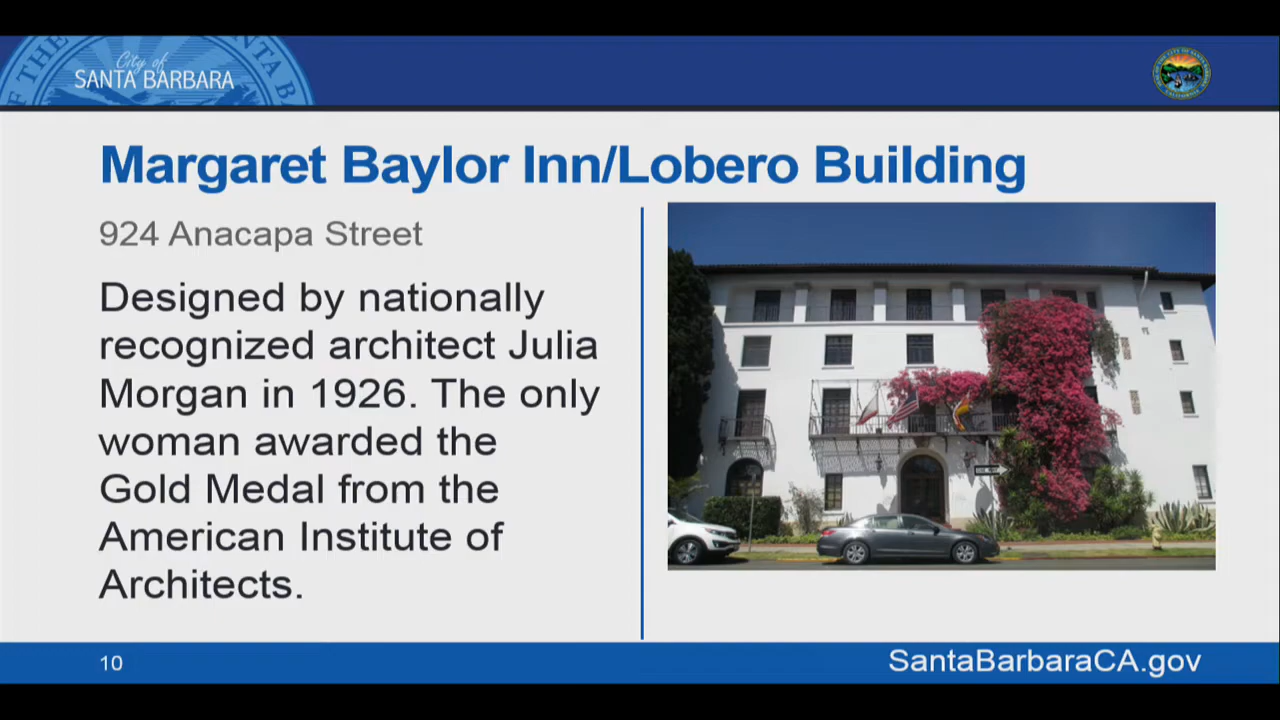 City of
SANTA BARBARA
Margaret Baylor Inn/Lobero Building
924 Anacapa Street
Designed by nationally
recognized architect Julia
Morgan in 1926. The only
woman awarded the
Gold Medal from the
American Institute of
Architects.
10
SantaBarbaraCA.gov